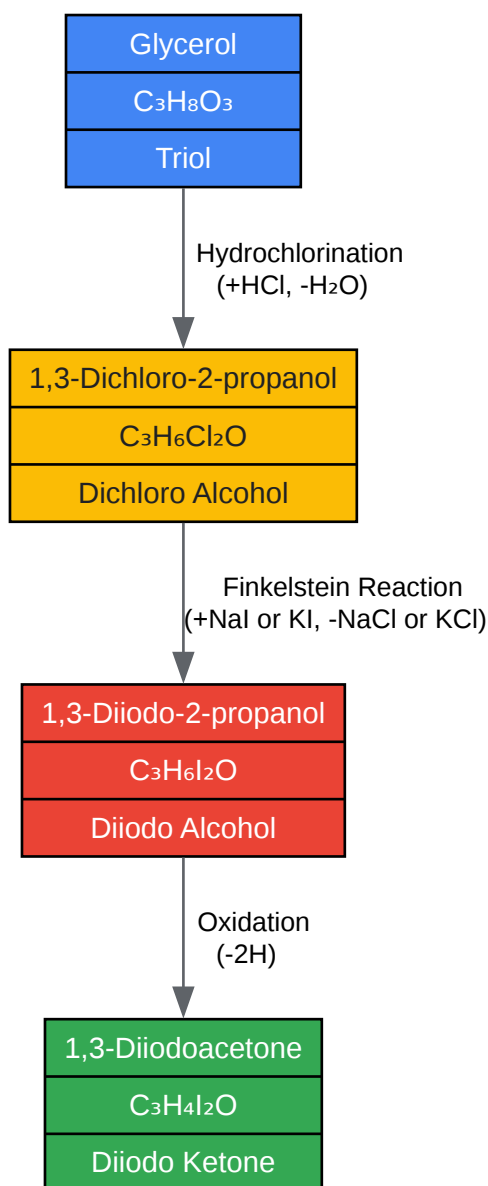 Glycerol
C₃H₈O₃
Triol
Hydrochlorination
(+HCl, -H₂O)
1,3-Dichloro-2-propanol
C₃H₆Cl₂O
Dichloro Alcohol
Finkelstein Reaction
(+NaI or KI, -NaCl or KCl)
1,3-Diiodo-2-propanol
C₃H₆I₂O
Diiodo Alcohol
Oxidation
(-2H)
1,3-Diiodoacetone
C₃H₄I₂O
Diiodo Ketone